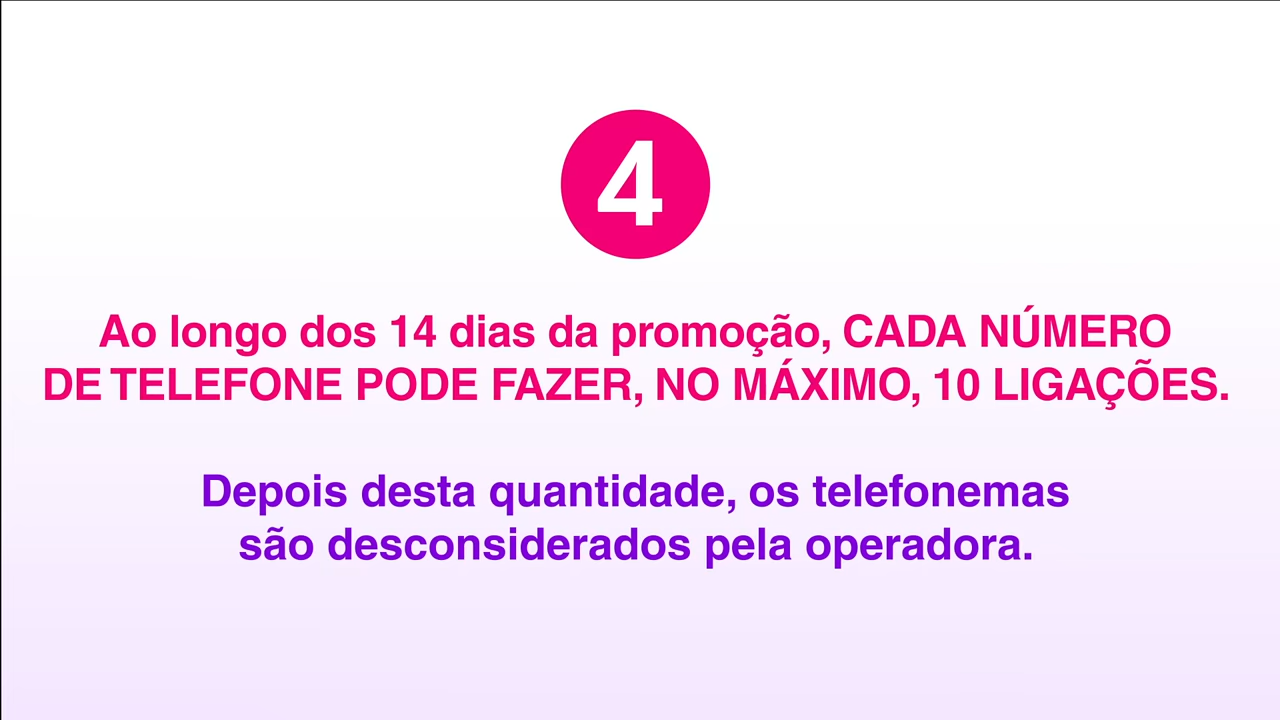 4
Ao longo dos 14 dias da promoção, CADA NÚMERO
DE TELEFONE PODE FAZER, NO MÁXIMO, 10 LIGAÇÕES.
Depois desta quantidade, os telefonemas
são desconsiderados pela operadora.